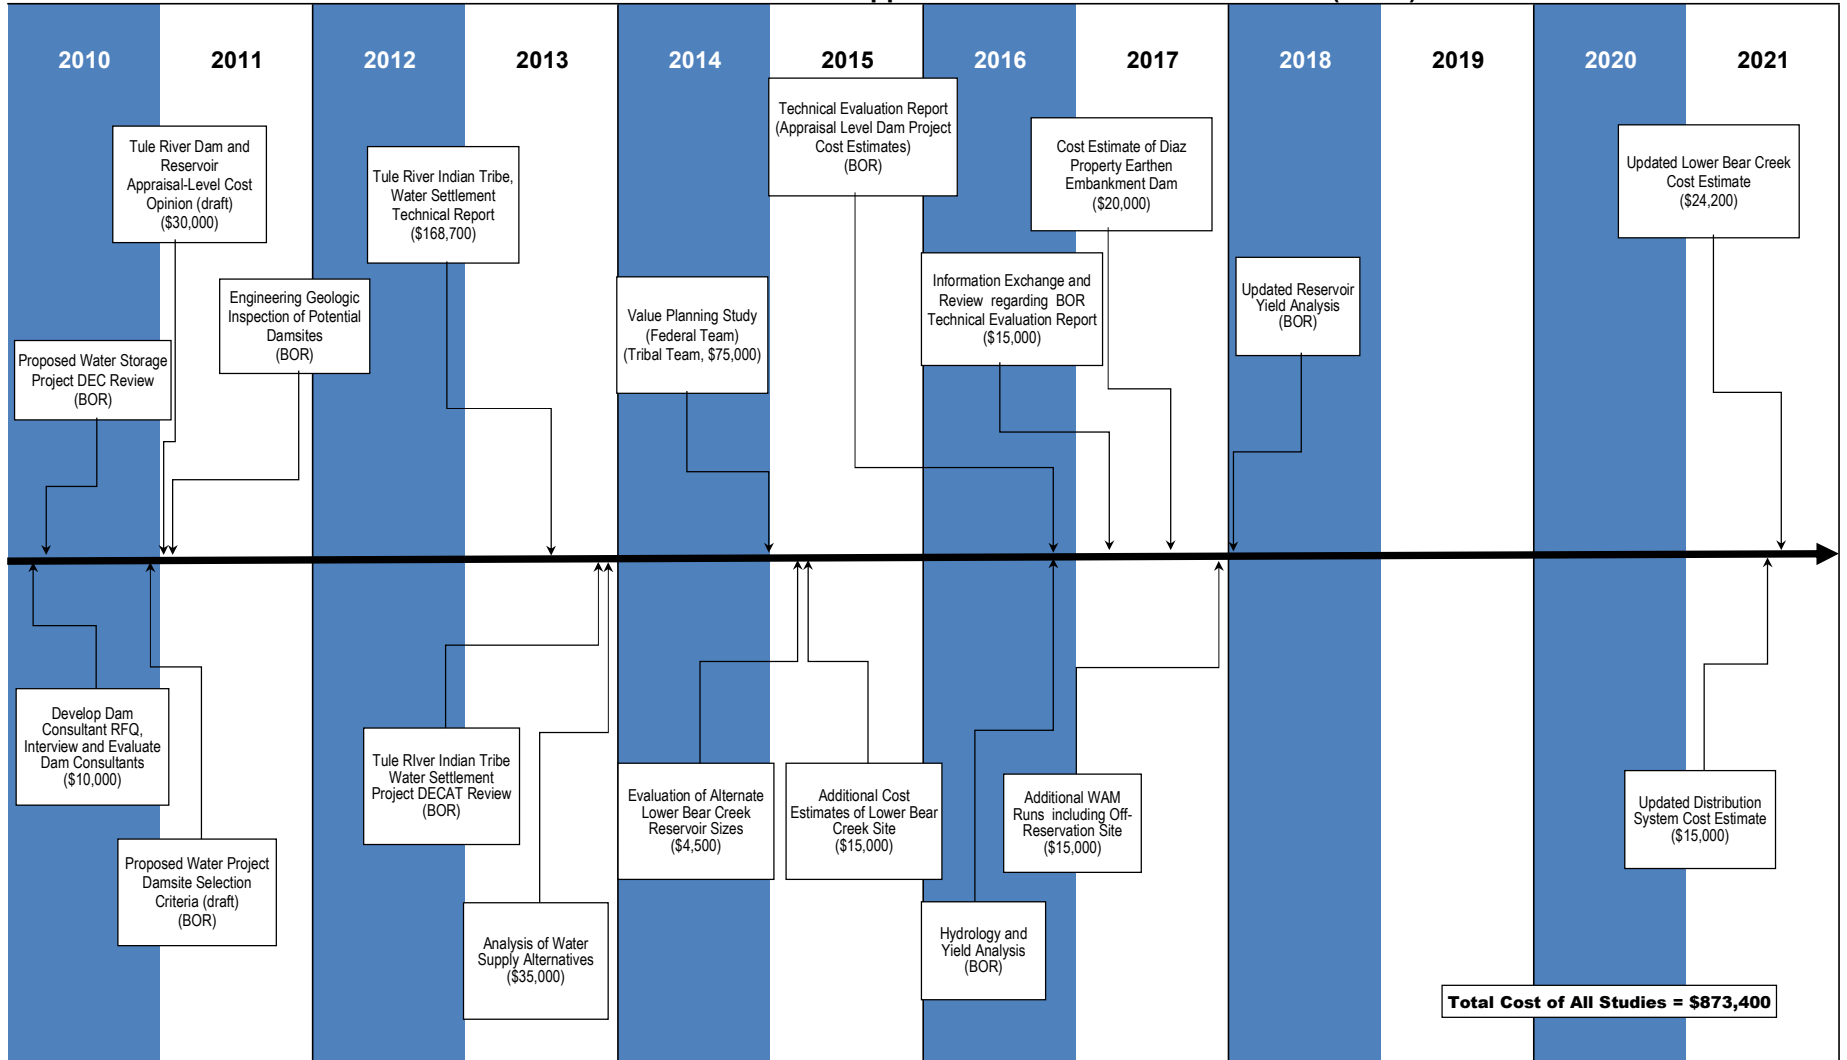 2010
2011
2012
2013
2014
2015
2016
2017
2018
2019
2020
2021
Tule River Dam and
Reservoir
Appraisal-Level Cost
Opinion (draft)
($30,000)
Tule River Indian Tribe,
Water Settlement
Technical Report
($168,700)
Technical Evaluation Report
(Appraisal Level Dam Project
Cost Estimates)
(BOR)
Cost Estimate of Diaz
Property Earthen
Embankment Dam
($20,000)
Updated Lower Bear Creek
Cost Estimate
($24,200)
Engineering Geologic
Inspection of Potential
Damsites
(BOR)
Value Planning Study
(Federal Team)
(Tribal Team, $75,000)
Information Exchange and
Review regarding BOR
Technical Evaluation Report
($15,000)
Updated Reservoir
Yield Analysis
(BOR)
Proposed Water Storage
Project DEC Review
(BOR)
Develop Dam
Consultant RFQ,
Interview and Evaluate
Dam Consultants
($10,000)
Proposed Water Project
Damsite Selection
Criteria (draft)
(BOR)
Tule RIver Indian Tribe
Water Settlement
Project DECAT Review
(BOR)
Analysis of Water
Supply Alternatives
($35,000)
Evaluation of Alternate
Lower Bear Creek
Reservoir Sizes
($4,500)
Additional Cost
Estimates of Lower Bear
Creek Site
($15,000)
Hydrology and
Yield Analysis
(BOR)
Additional WAM
Runs including Off-
Reservation Site
($15,000)
Updated Distribution
System Cost Estimate
($15,000)
Total Cost of All Studies = $873,400